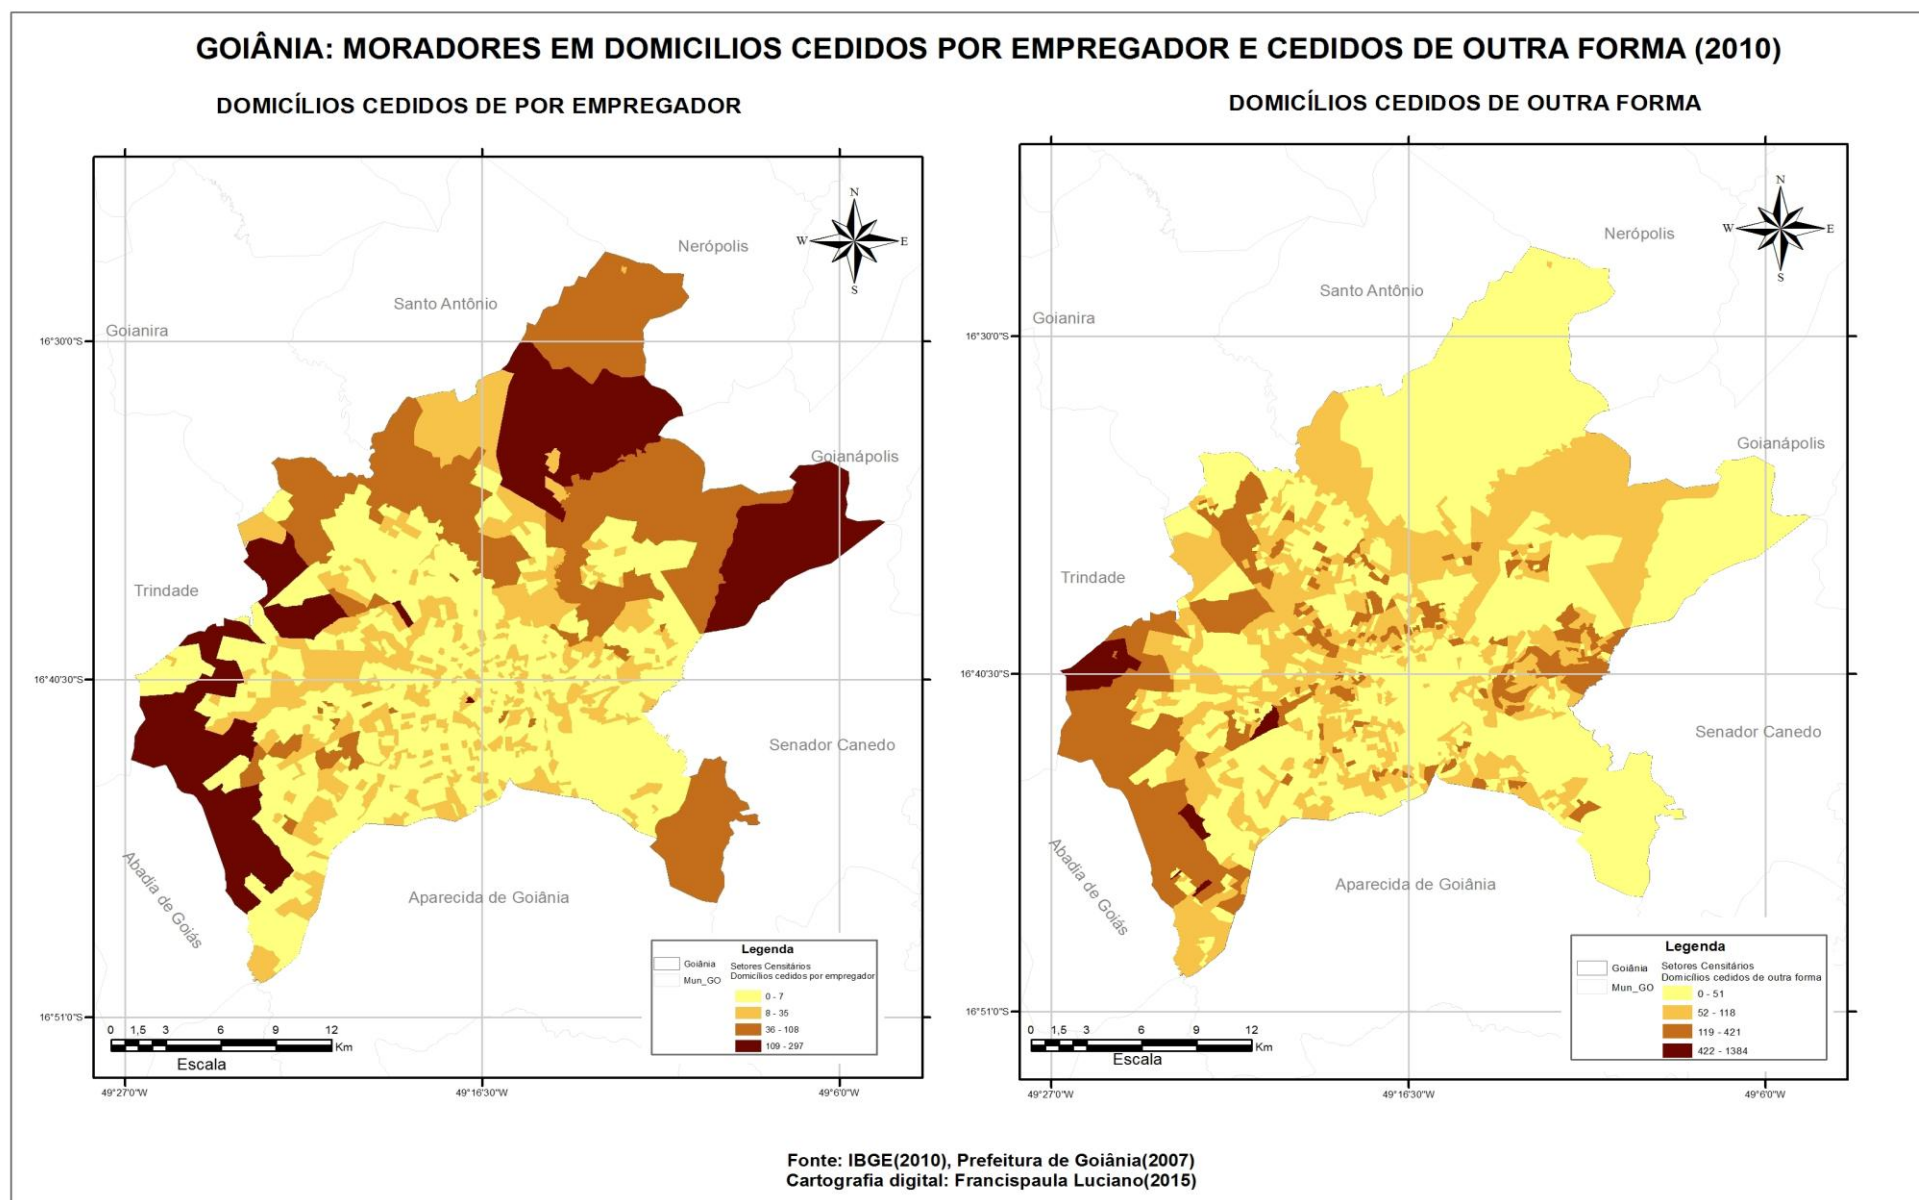 GOIÂNIA: MORADORES EM DOMICILIOS CEDIDOS POR EMPREGADOR E CEDIDOS DE OUTRA FORMA (2010)
DOMICÍLIOS CEDIDOS DE POR EMPREGADOR
N
W
E
S
Nerópolis
Santo Antônio
Goianira
16°30'0"S
Goianápolis
Trindade
16°40'30"S
Senador Canedo
Abadia de Goiás
Aparecida de Goiânia
Legenda
Goiânia
Mun_GO
Setores Censitários
Domicílios cedidos por empregador
0 - 7
8 - 35
36 - 108
109 - 297
16°51'0"S
0 1,5 3 6 9 12
Km
Escala
49°27'0"W
49°16'30"W
49°6'0"W
DOMICÍLIOS CEDIDOS DE OUTRA FORMA
N
W
E
S
Nerópolis
Santo Antônio
Goianira
16°30'0"S
Goianápolis
Trindade
16°40'30"S
Senador Canedo
Abadia de Goiás
Aparecida de Goiânia
Legenda
Goiânia
Mun_GO
Setores Censitários
Domicílios cedidos de outra forma
0 - 51
52 - 118
119 - 421
422 - 1384
16°51'0"S
0 1,5 3 6 9 12
Km
Escala
49°27'0"W
49°16'30"W
49°6'0"W
Fonte: IBGE(2010), Prefeitura de Goiânia(2007)
Cartografia digital: Francispaula Luciano(2015)